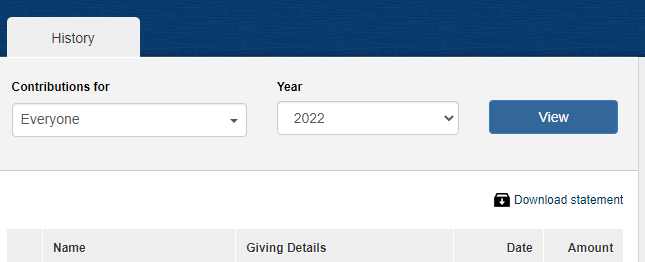 History
Contributions for
Year
Everyone
2022
View
Download statement
Name Giving Details Date Amount